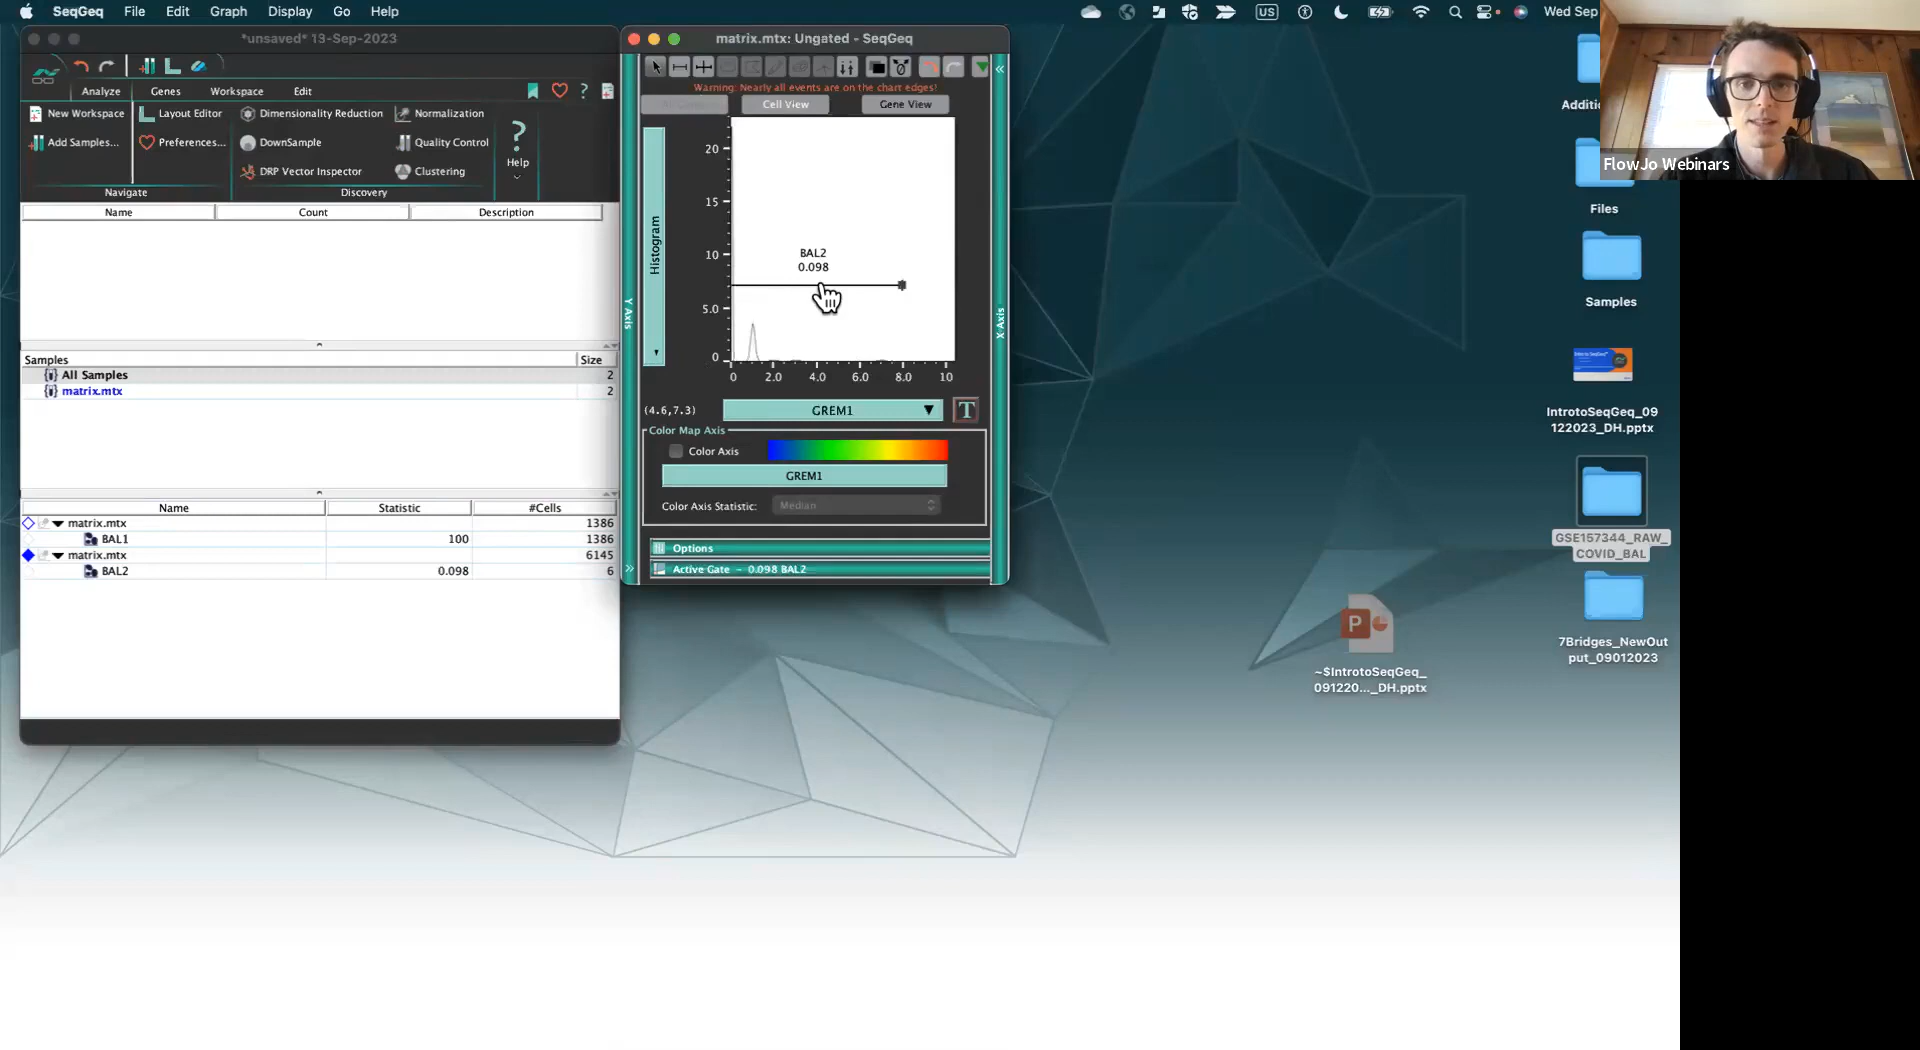 SeqGeq File Edit Graph Display Go Help
US
Wed Sep
*unsaved* 13-Sep-2023
Analyze Genes Workspace Edit
New Workspace
Layout Editor
Dimensionality Reduction
Normalization
Add Samples...
Preferences...
DownSample
Quality Control
DRP Vector Inspector
Clustering
Help
Navigate
Discovery
Name Count Description
Samples Size
All Samples 2
matrix.mtx 2
Name Statistic #Cells
matrix.mtx 1386
BAL1 100 1386
matrix.mtx 6145
BAL2 0.098 6
matrix.mtx: Ungated - SeqGeq
Warning: Nearly all events are on the chart edges!
Cell View
Gene View
Histogram
Y Axis
X Axis
20
15
10
5.0
0
BAL2
0.098
0 2.0 4.0 6.0 8.0 10
(4.6,7.3)
GREM1
T
Color Map Axis
Color Axis
GREM1
Color Axis Statistic: Median
Options
Active Gate - 0.098 BAL2
FlowJo Webinars
Additi
Files
Samples
IntrotoSeqGeq_09
122023_DH.pptx
GSE157344_RAW_
COVID_BAL
7Bridges_NewOut
put_09012023
P
~$IntrotoSeqGeq_
091220..._DH.pptx